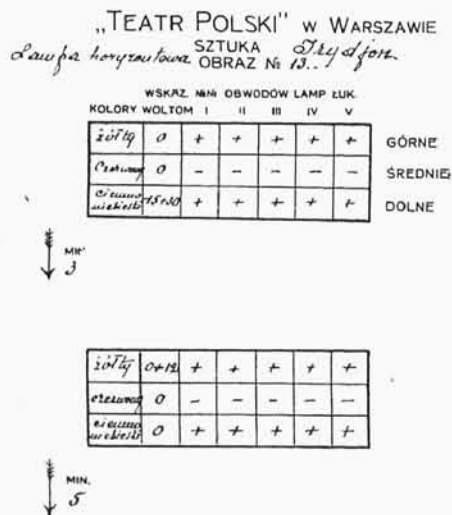 „TEATR POLSKI" W WARSZAWIE
Lampa horyzontowa SZTUKA Irydjon
OBRAZ № 13..
WSKAZ. №№ OBWODÓW LAMP ŁUK.
KOLORY WOLTOM I II III IV V
żółty 0 + + + + + GÓRNE
Czerwony 0 – – – – – ŚREDNIE
ciemno niebieski 15+30 + + + + + DOLNE
MIN
3
żółty 0+12 + + + + +
czerwony 0 – – – – –
ciemno niebieski 0 + + + + +
MIN.
5